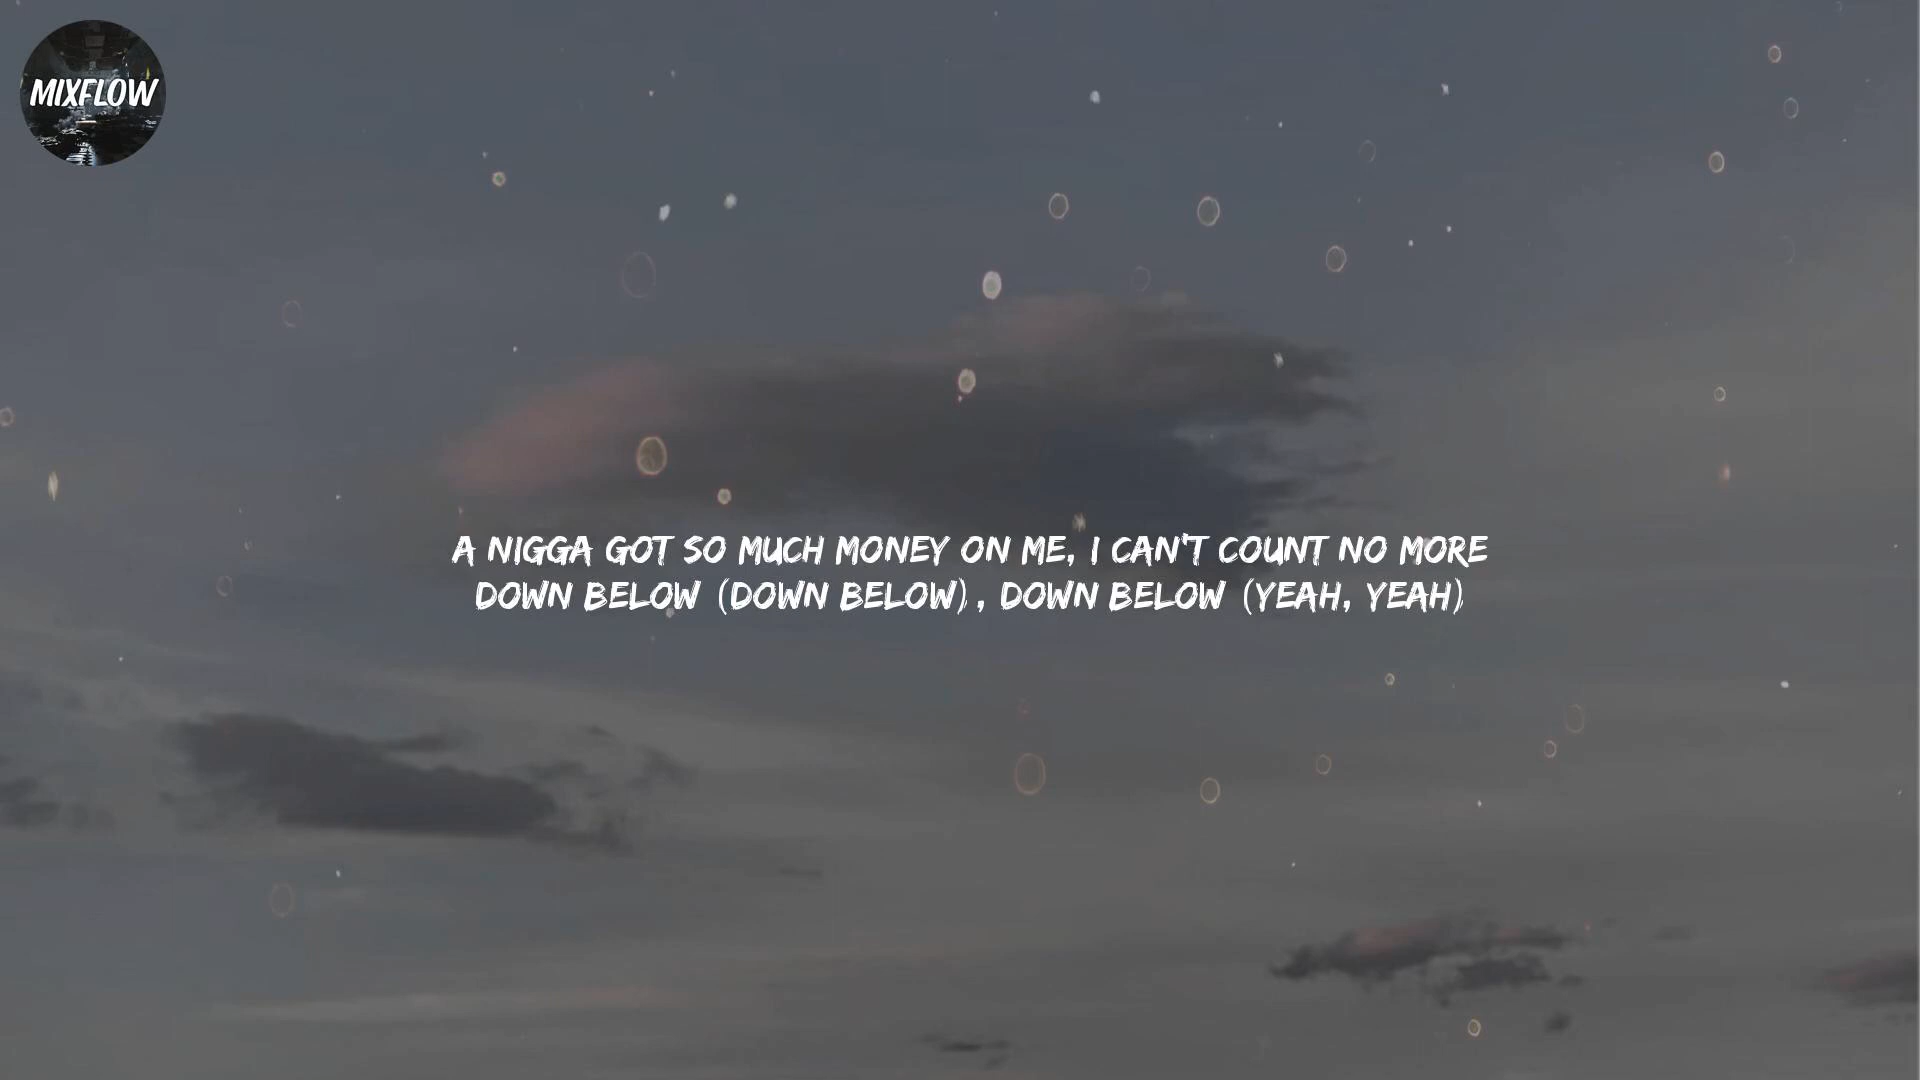 MIXFLOW
A NIGGA GOT SO MUCH MONEY ON ME, I CAN'T COUNT NO MORE
DOWN BELOW (DOWN BELOW), DOWN BELOW (YEAH, YEAH)